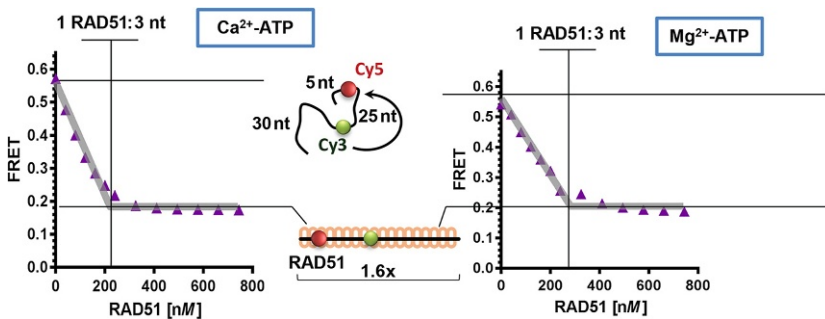 1 RAD51:3 nt
Ca²⁺-ATP
FRET
0.6
0.5
0.4
0.3
0.2
0.1
0.0
0
200
400
600
800
RAD51 [nM]
Cy5
5 nt
30 nt
25 nt
Cy3
RAD51
1.6x
1 RAD51:3 nt
Mg²⁺-ATP
FRET
0.6
0.5
0.4
0.3
0.2
0.1
0.0
0
200
400
600
800
RAD51 [nM]